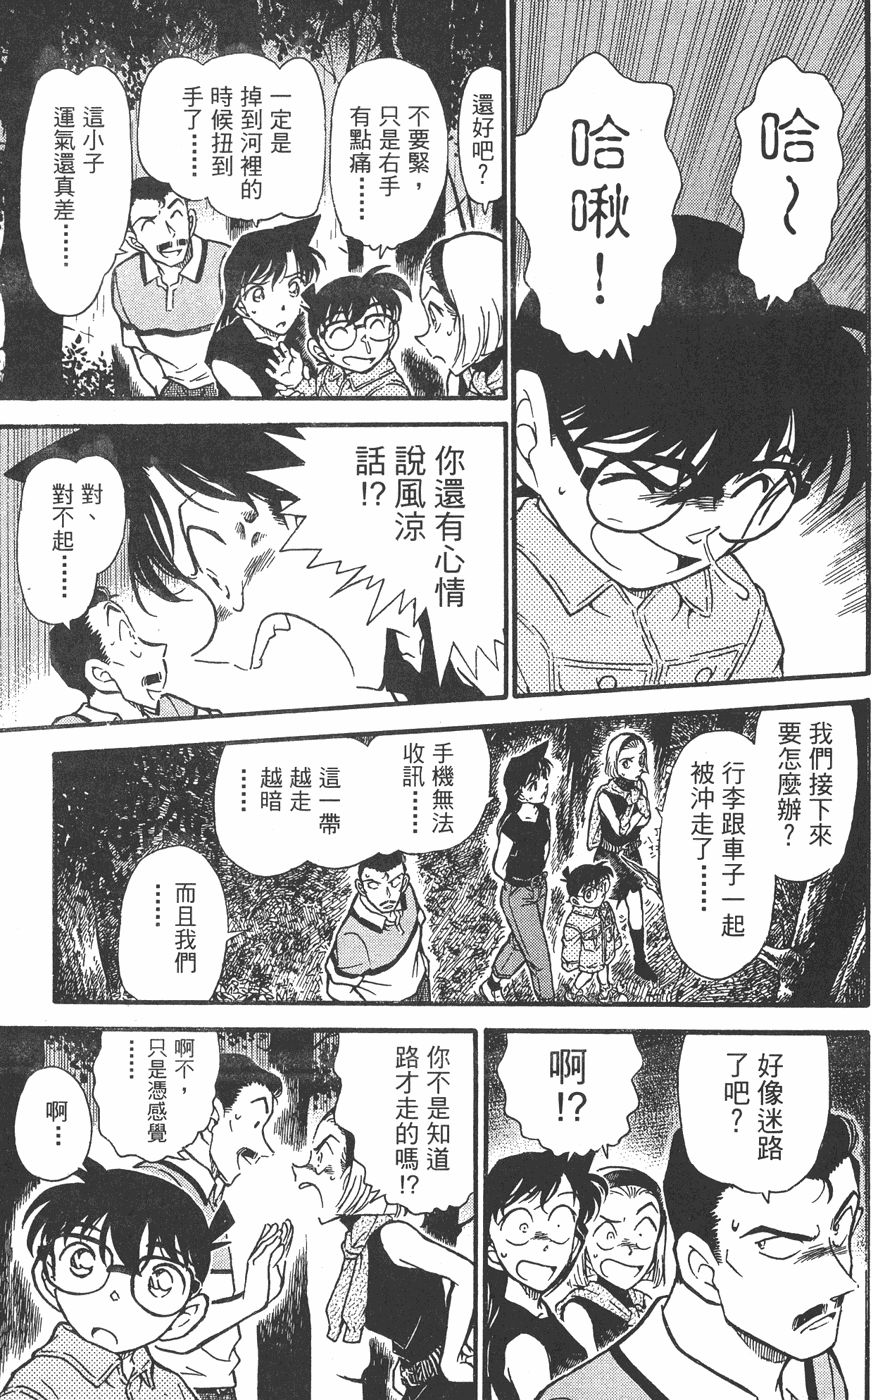 哈～
哈啾！
還好吧？
不要緊，
只是右手
有點痛……
一定是
掉到河裡的
時候扭到
手了……
這小子
運氣還真差……
你還有心情
說風涼
話!?
對、
對不起……
我們接下來
要怎麼辦？
行李跟車子一起
被沖走了……
手機無法
收訊……
這一帶
越走
越暗
……
而且我們
……
好像迷路
了吧？
啊!?
你不是知道
路才走的嗎!?
啊不，
只是憑感覺
……
啊…